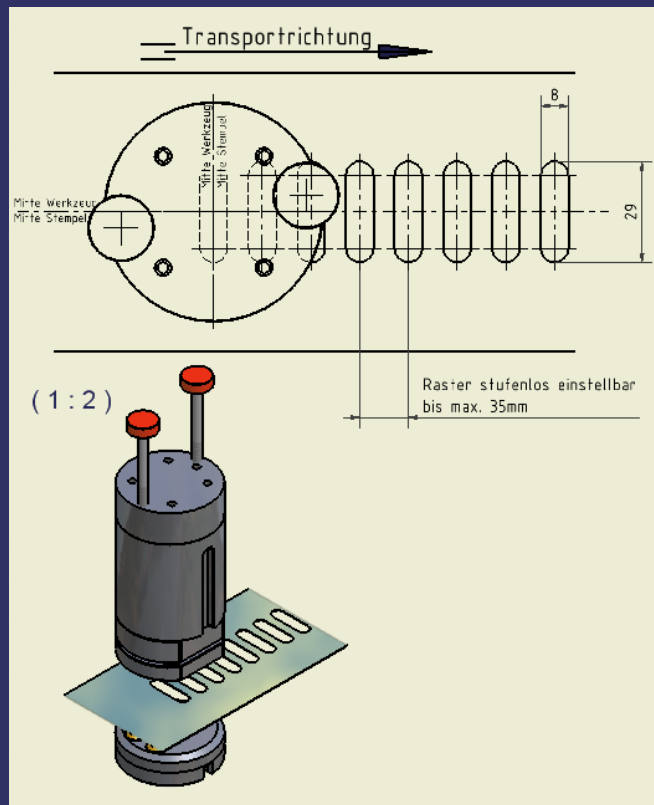 Transportrichtung
8
Mitte Werkzeug
Mitte Stempel
Mitte Werkzeug
Mitte Stempel
29
Raster stufenlos einstellbar
bis max. 35mm
(1:2)